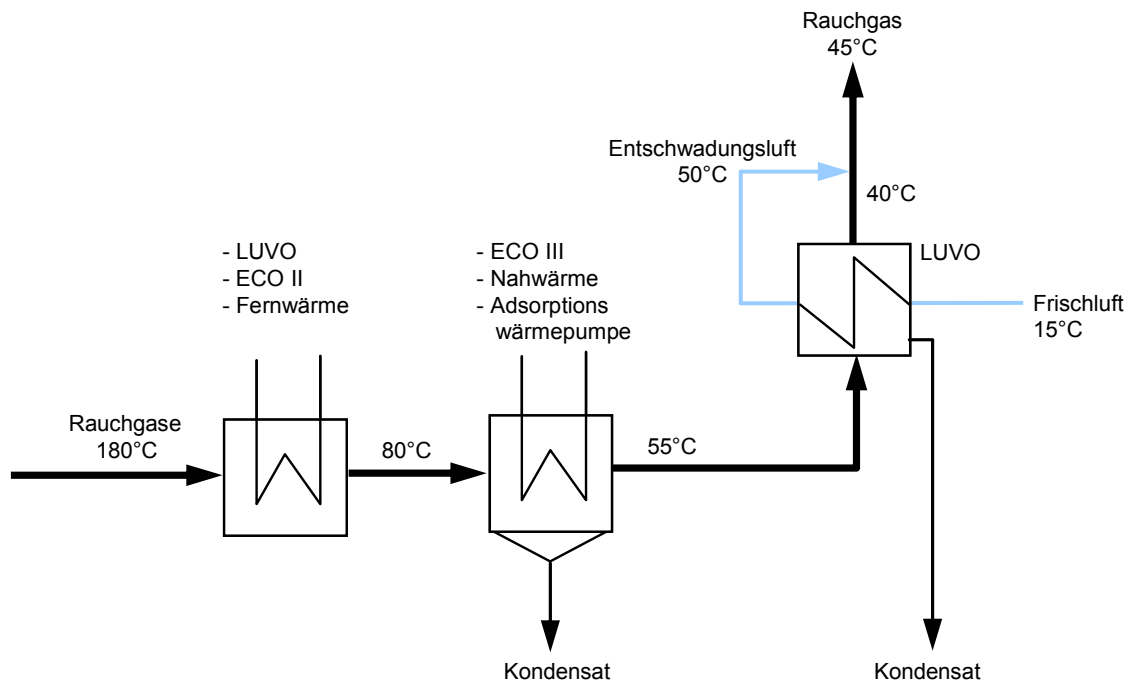 Rauchgas
45°C
Entschwadungsluft
50°C
40°C
- LUVO
- ECO II
- Fernwärme
- ECO III
- Nahwärme
- Adsorptions
wärmepumpe
LUVO
Frischluft
15°C
Rauchgase
180°C
80°C
55°C
Kondensat
Kondensat